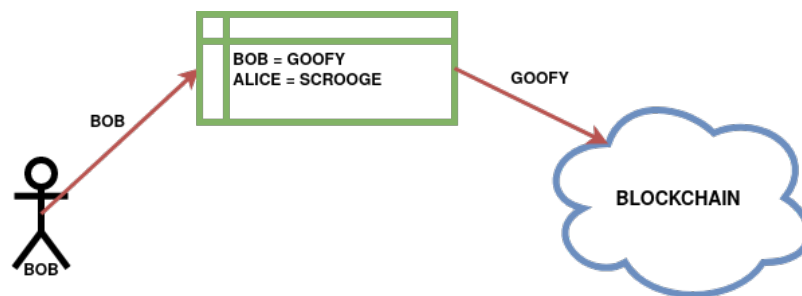 BOB = GOOFY
ALICE = SCROOGE
GOOFY
BOB
BLOCKCHAIN
BOB